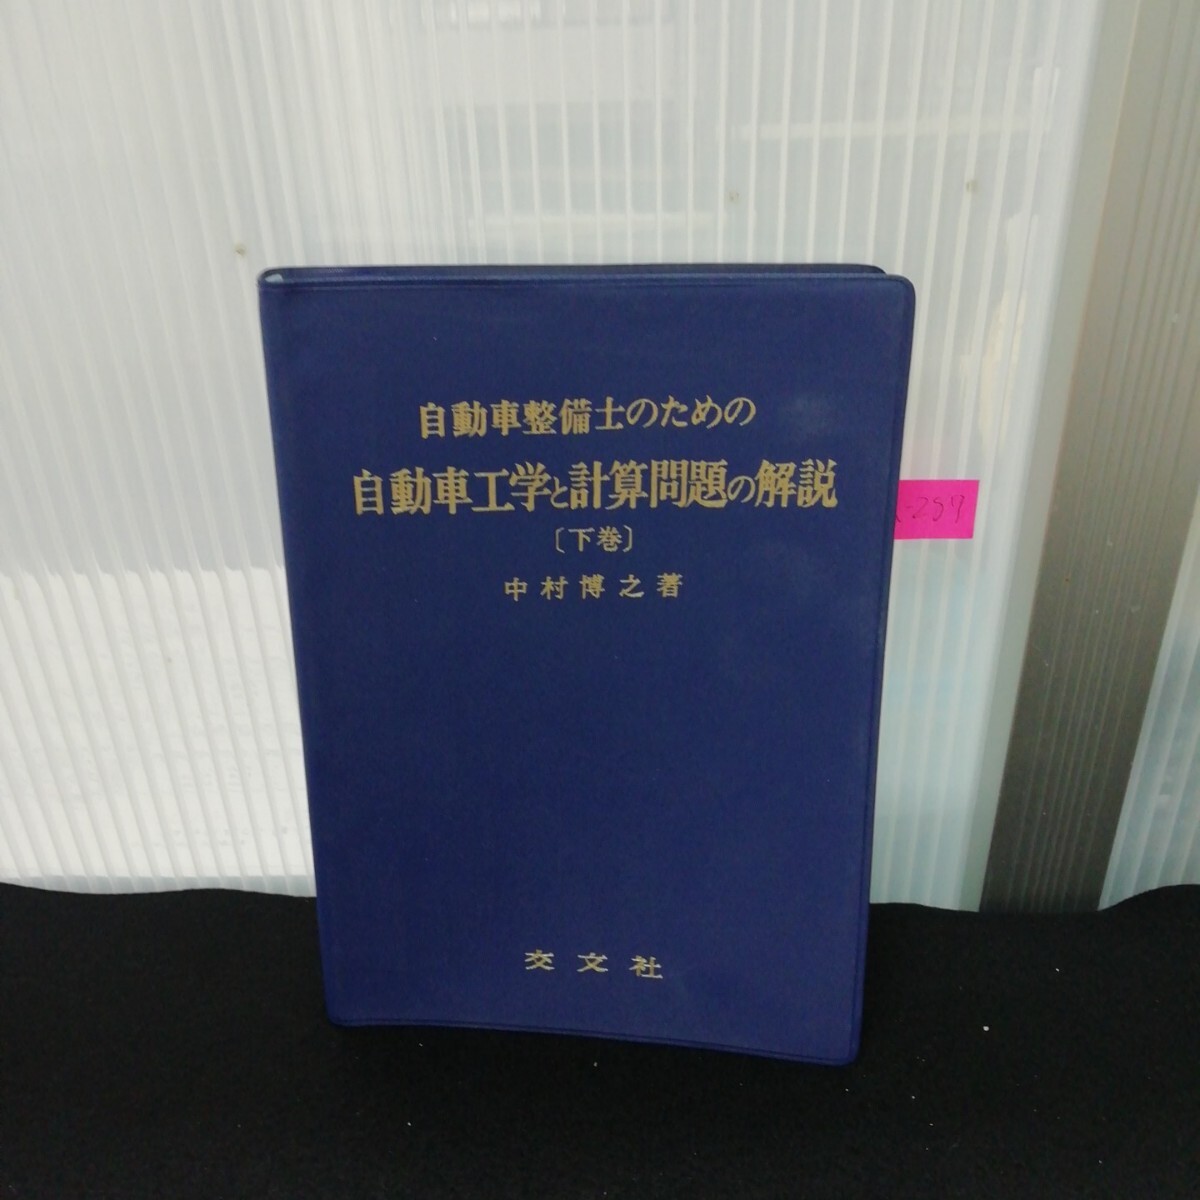 自動車整備士のための
自動車工学と計算問題の解説
〔下巻〕
中村博之著
交文社
-257